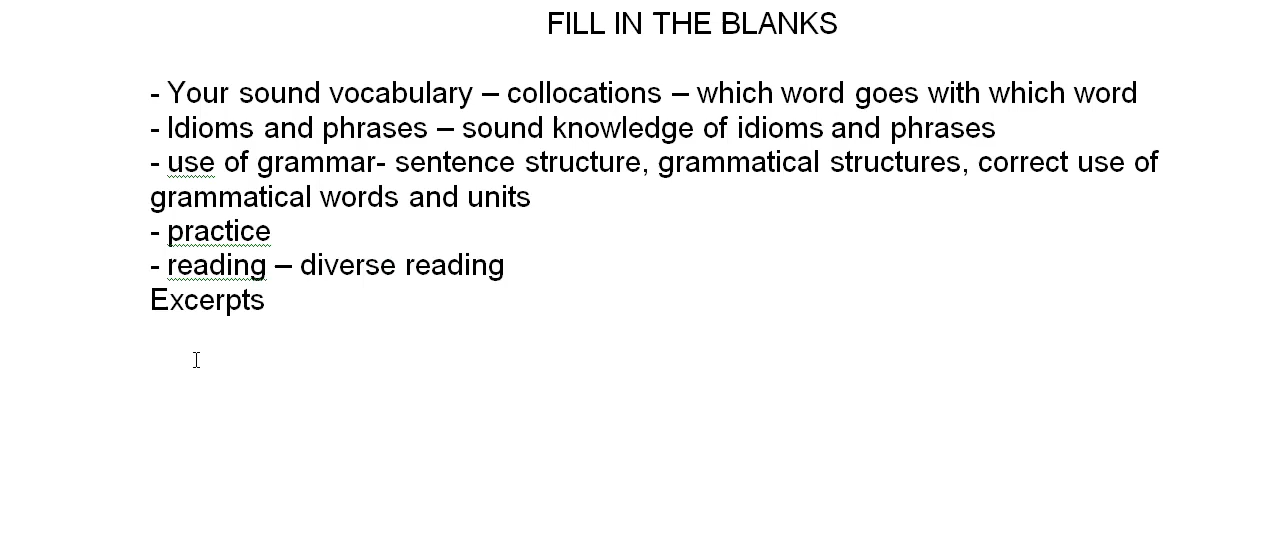 FILL IN THE BLANKS
- Your sound vocabulary – collocations – which word goes with which word
- Idioms and phrases – sound knowledge of idioms and phrases
- use of grammar- sentence structure, grammatical structures, correct use of
grammatical words and units
- practice
- reading – diverse reading
Excerpts